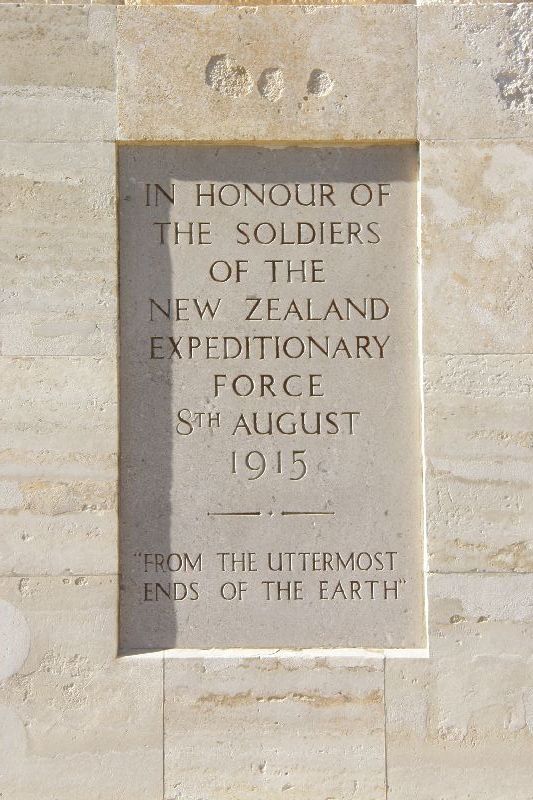 IN HONOUR OF
THE SOLDIERS
OF THE
NEW ZEALAND
EXPEDITIONARY
FORCE
8TH AUGUST
1915
"FROM THE UTTERMOST
ENDS OF THE EARTH"